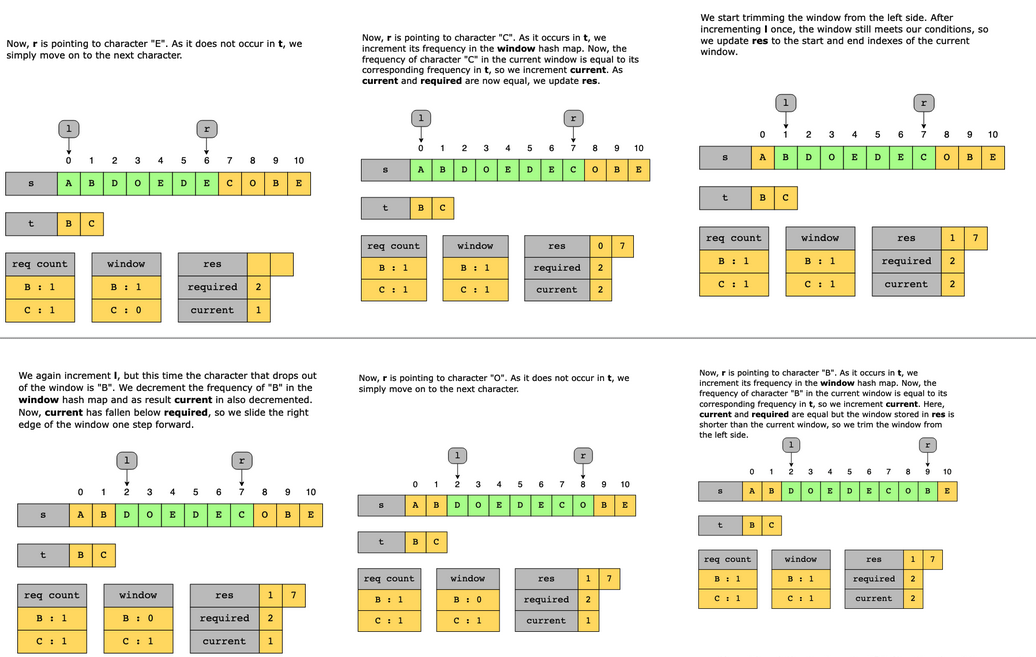 Now, r is pointing to character "E". As it does not occur in t, we
simply move on to the next character.
l r
0 1 2 3 4 5 6 7 8 9 10
s A B D O E D E C O B E
t B C
req count window res
B : 1 B : 1 required 2
C : 1 C : 0 current 1
Now, r is pointing to character "C". As it occurs in t, we
increment its frequency in the window hash map. Now, the
frequency of character "C" in the current window is equal to its
corresponding frequency in t, so we increment current. As
current and required are now equal, we update res.
l r
0 1 2 3 4 5 6 7 8 9 10
s A B D O E D E C O B E
t B C
req count window res 0 7
B : 1 B : 1 required 2
C : 1 C : 1 current 2
We start trimming the window from the left side. After
incrementing l once, the window still meets our conditions, so
we update res to the start and end indexes of the current
window.
l r
0 1 2 3 4 5 6 7 8 9 10
s A B D O E D E C O B E
t B C
req count window res 1 7
B : 1 B : 1 required 2
C : 1 C : 1 current 2
We again increment l, but this time the character that drops out
of the window is "B". We decrement the frequency of "B" in the
window hash map and as result current in also decremented.
Now, current has fallen below required, so we slide the right
edge of the window one step forward.
l r
0 1 2 3 4 5 6 7 8 9 10
s A B D O E D E C O B E
t B C
req count window res 1 7
B : 1 B : 0 required 2
C : 1 C : 1 current 1
Now, r is pointing to character "O". As it does not occur in t, we
simply move on to the next character.
l r
0 1 2 3 4 5 6 7 8 9 10
s A B D O E D E C O B E
t B C
req count window res 1 7
B : 1 B : 0 required 2
C : 1 C : 1 current 1
Now, r is pointing to character "B". As it occurs in t, we
increment its frequency in the window hash map. Now, the
frequency of character "B" in the current window is equal to its
corresponding frequency in t, so we increment current. Here,
current and required are equal but the window stored in res is
shorter than the current window, so we trim the window from
the left side.
l r
0 1 2 3 4 5 6 7 8 9 10
s A B D O E D E C O B E
t B C
req count window res 1 7
B : 1 B : 1 required 2
C : 1 C : 1 current 2